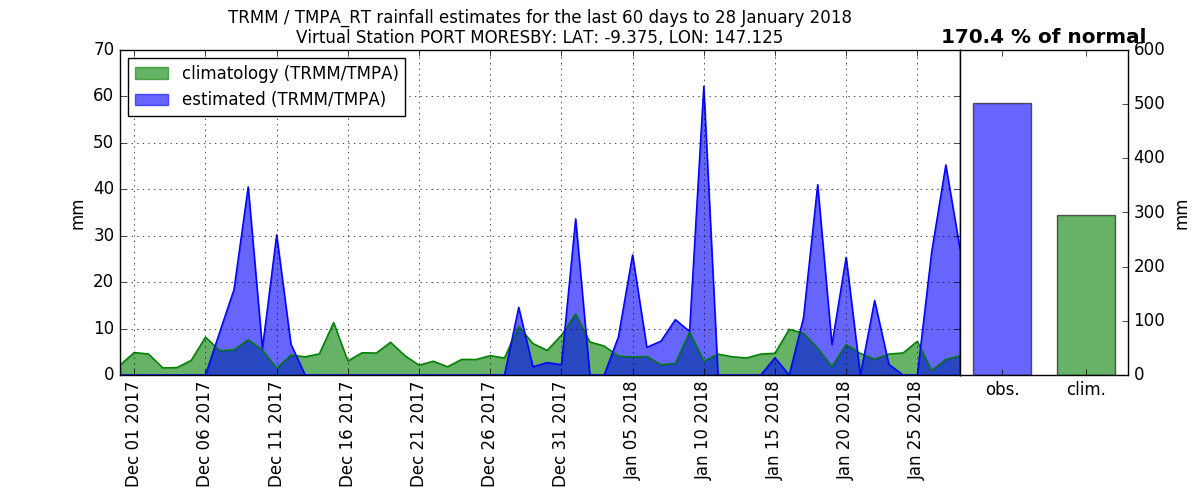 TRMM / TMPA_RT rainfall estimates for the last 60 days to 28 January 2018
Virtual Station PORT MORESBY: LAT: -9.375, LON: 147.125
170.4 % of normal
climatology (TRMM/TMPA)
estimated (TRMM/TMPA)
70
60
50
40
30
20
10
0
mm
Dec 01 2017
Dec 06 2017
Dec 11 2017
Dec 16 2017
Dec 21 2017
Dec 26 2017
Dec 31 2017
Jan 05 2018
Jan 10 2018
Jan 15 2018
Jan 20 2018
Jan 25 2018
obs.
clim.
600
500
400
300
200
100
0
mm